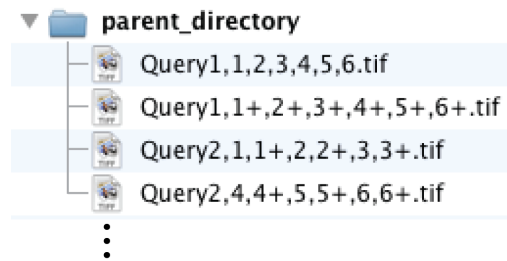 parent_directory
Query1,1,2,3,4,5,6.tif
Query1,1+,2+,3+,4+,5+,6+.tif
Query2,1,1+,2,2+,3,3+.tif
Query2,4,4+,5,5+,6,6+.tif